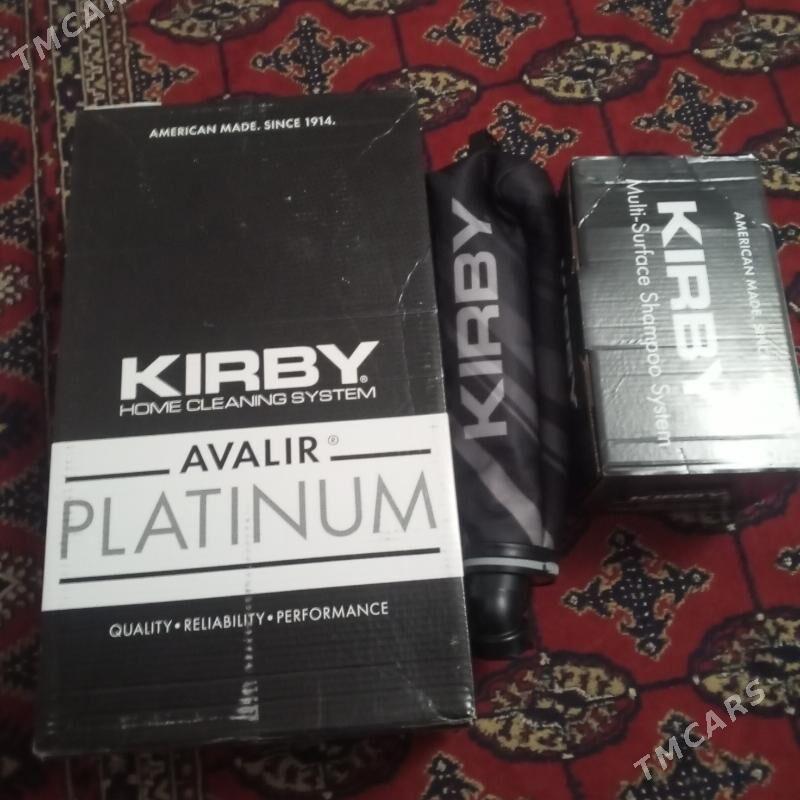 TMCARS
AMERICAN MADE. SINCE 1914.
KIRBY®
HOME CLEANING SYSTEM
AVALIR®
PLATINUM
QUALITY•RELIABILITY•PERFORMANCE
KIRBY
AMERICAN MADE.
KIRBY
Multi-Surface Shampoo System
TMCARS